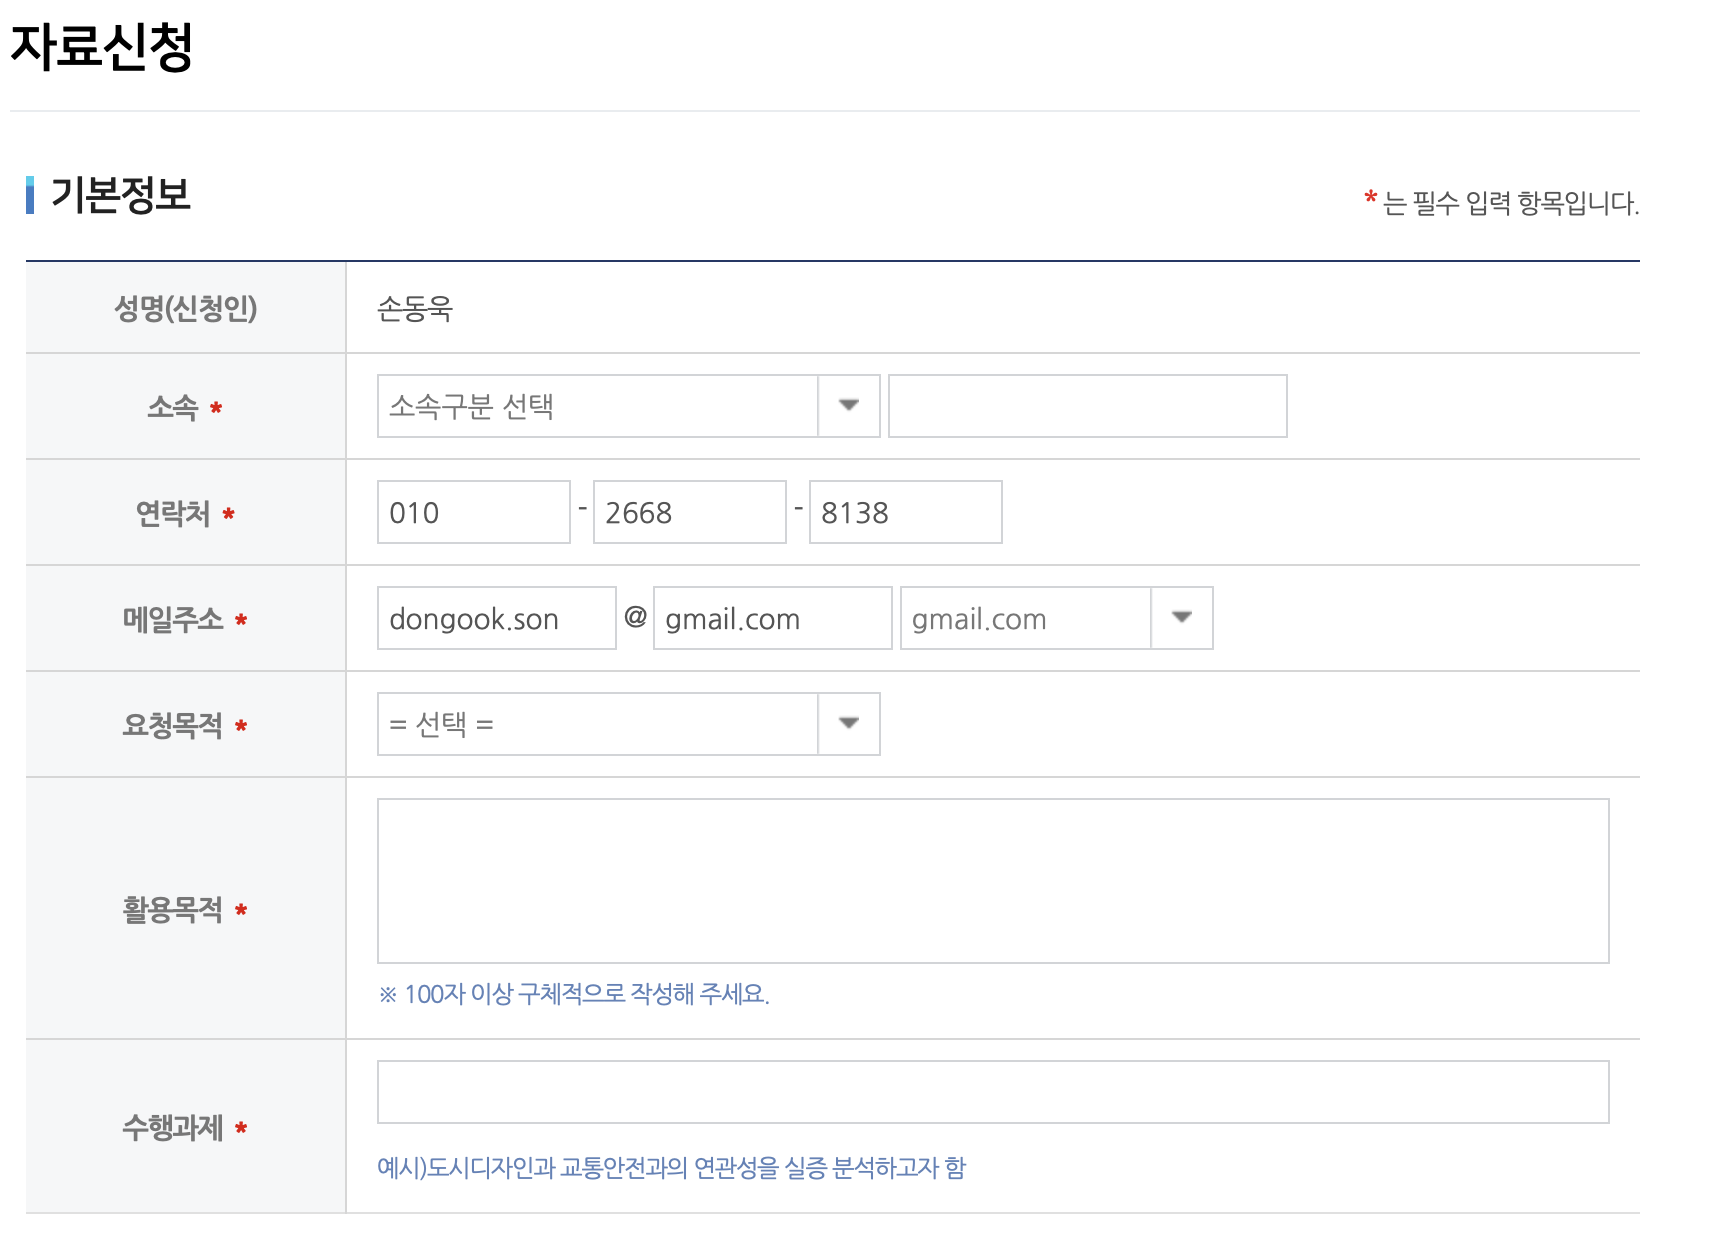 자료신청
기본정보
* 는 필수 입력 항목입니다.
성명(신청인) 손동욱
소속 * 소속구분 선택
연락처 * 010 - 2668 - 8138
메일주소 * dongook.son @ gmail.com gmail.com
요청목적 * = 선택 =
활용목적 *
※ 100자 이상 구체적으로 작성해 주세요.
수행과제 *
예시)도시디자인과 교통안전과의 연관성을 실증 분석하고자 함